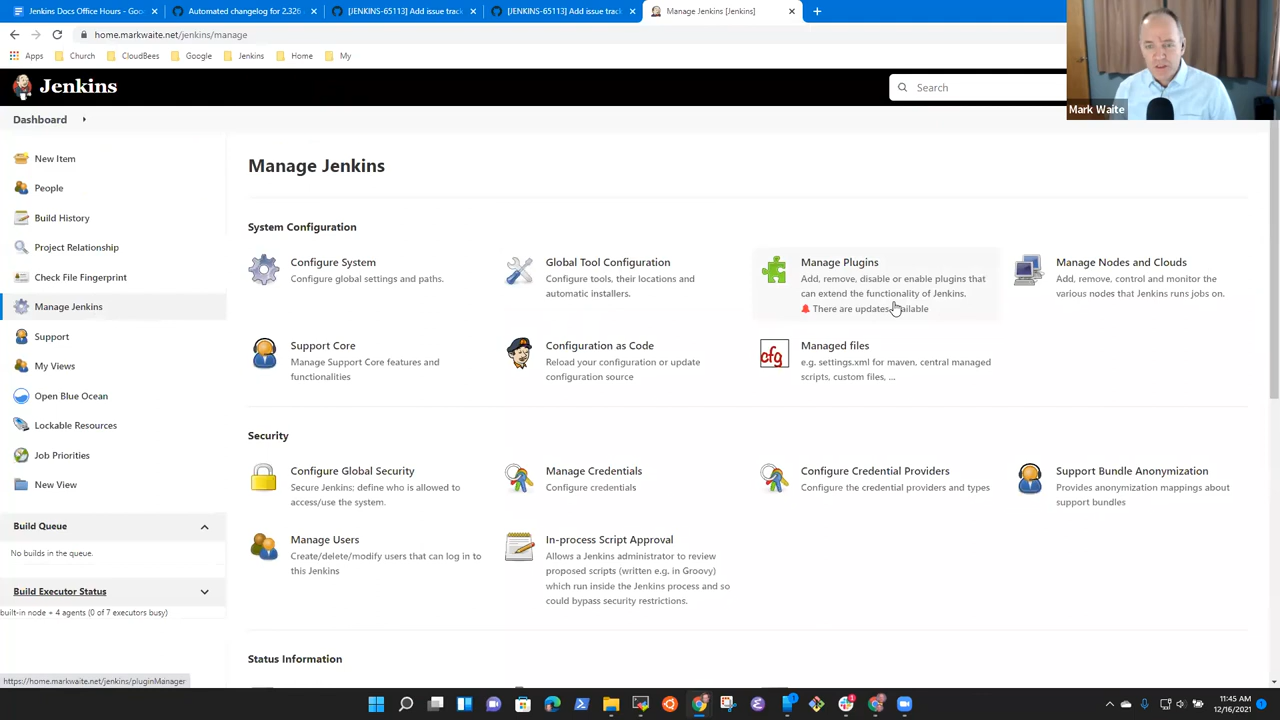 Jenkins Docs Office Hours - Goo
Automated changelog for 2.326
[JENKINS-65113] Add issue track
[JENKINS-65113] Add issue track
Manage Jenkins [Jenkins]
home.markwaite.net/jenkins/manage
Apps
Church
CloudBees
Google
Jenkins
Home
My
Jenkins
Search
Mark Waite
Dashboard
New Item
People
Build History
Project Relationship
Check File Fingerprint
Manage Jenkins
Support
My Views
Open Blue Ocean
Lockable Resources
Job Priorities
New View
Build Queue
No builds in the queue.
Build Executor Status
built-in node + 4 agents (0 of 7 executors busy)
Manage Jenkins
System Configuration
Configure System
Configure global settings and paths.
Global Tool Configuration
Configure tools, their locations and
automatic installers.
Manage Plugins
Add, remove, disable or enable plugins that
can extend the functionality of Jenkins.
There are updates available
Manage Nodes and Clouds
Add, remove, control and monitor the
various nodes that Jenkins runs jobs on.
Support Core
Manage Support Core features and
functionalities
Configuration as Code
Reload your configuration or update
configuration source
cfg
Managed files
e.g. settings.xml for maven, central managed
scripts, custom files, ...
Security
Configure Global Security
Secure Jenkins; define who is allowed to
access/use the system.
Manage Credentials
Configure credentials
Configure Credential Providers
Configure the credential providers and types
Support Bundle Anonymization
Provides anonymization mappings about
support bundles
Manage Users
Create/delete/modify users that can log in to
this Jenkins
In-process Script Approval
Allows a Jenkins administrator to review
proposed scripts (written e.g. in Groovy)
which run inside the Jenkins process and so
could bypass security restrictions.
Status Information
https://home.markwaite.net/jenkins/pluginManager
11:45 AM
12/16/2021